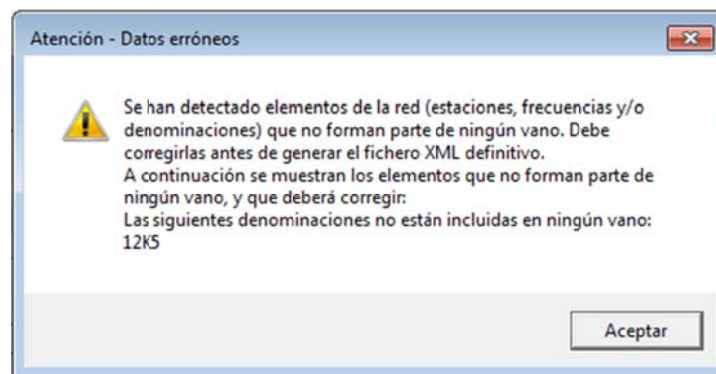 Atención - Datos erróneos
Se han detectado elementos de la red (estaciones, frecuencias y/o
denominaciones) que no forman parte de ningún vano. Debe
corregirlas antes de generar el fichero XML definitivo.
A continuación se muestran los elementos que no forman parte de
ningún vano, y que deberá corregir:
Las siguientes denominaciones no están incluidas en ningún vano:
12K5
Aceptar